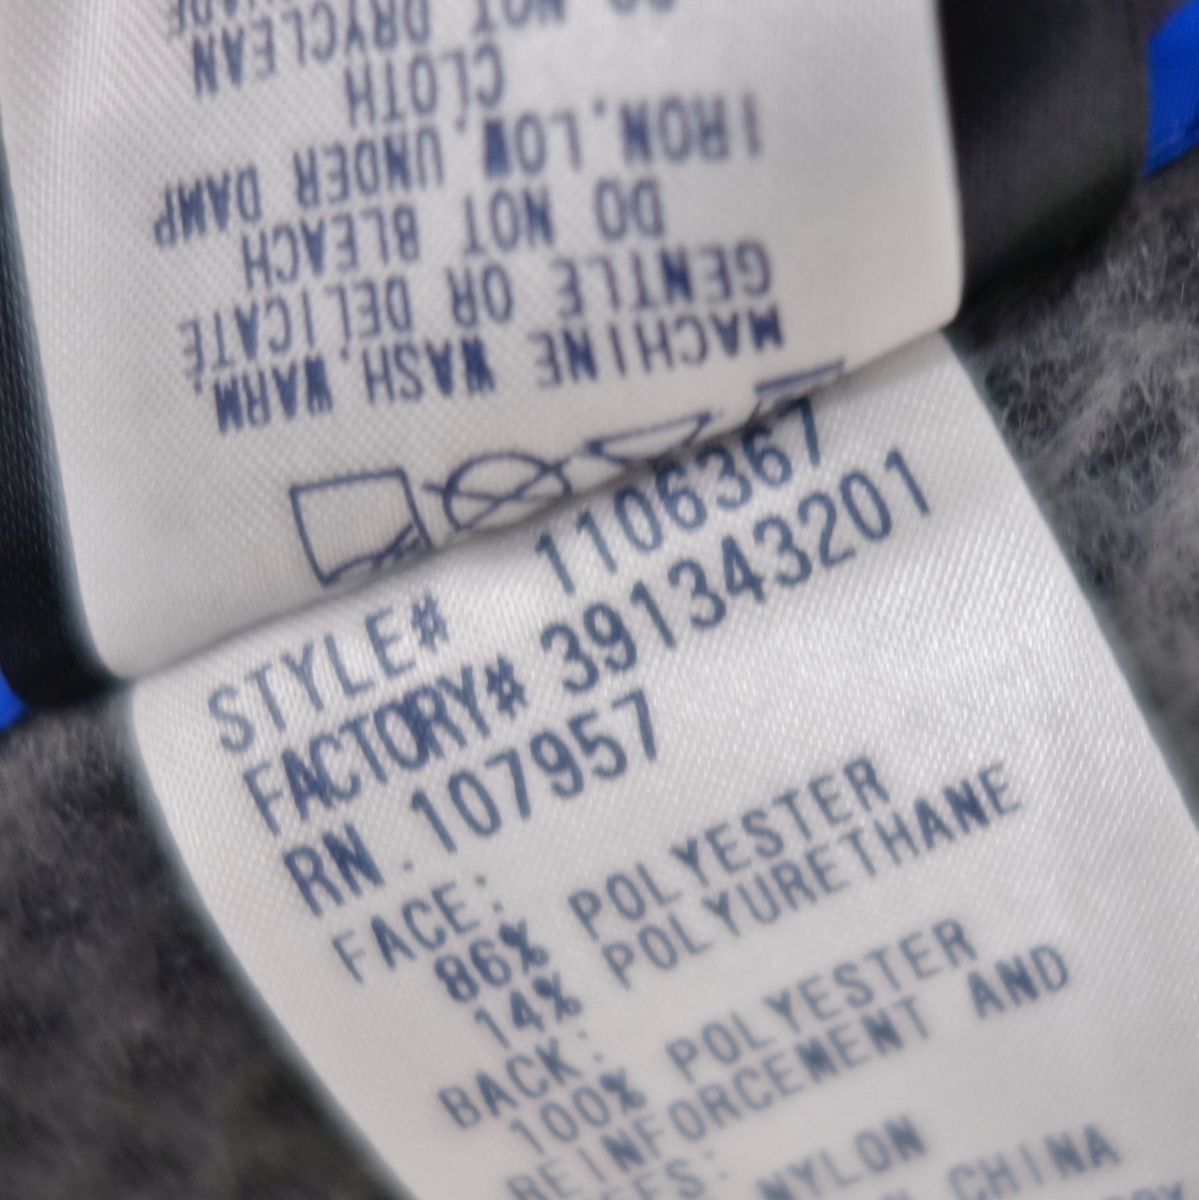 MACHINE WASH, WARM,
GENTLE OR DELICATE
DO NOT BLEACH
IRON, LOW, UNDER DAMP
CLOTH
DO NOT DRYCLEAN
STYLE# 1106367
FACTORY# 391343201
RN. 107957
FACE:
86% POLYESTER
14% POLYURETHANE
BACK:
100% POLYESTER
REINFORCEMENT AND
NYLON
CHINA